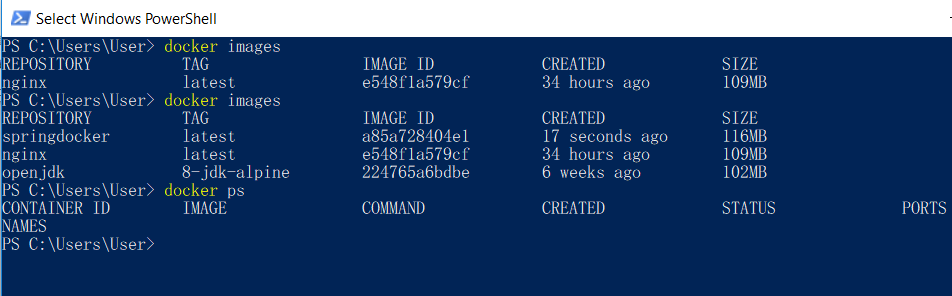 Select Windows PowerShell
PS C:\Users\User> docker images
REPOSITORY TAG IMAGE ID CREATED SIZE
nginx latest e548f1a579cf 34 hours ago 109MB
PS C:\Users\User> docker images
REPOSITORY TAG IMAGE ID CREATED SIZE
springdocker latest a85a728404e1 17 seconds ago 116MB
nginx latest e548f1a579cf 34 hours ago 109MB
openjdk 8-jdk-alpine 224765a6bdbe 6 weeks ago 102MB
PS C:\Users\User> docker ps
CONTAINER ID IMAGE COMMAND CREATED STATUS PORTS
NAMES
PS C:\Users\User>